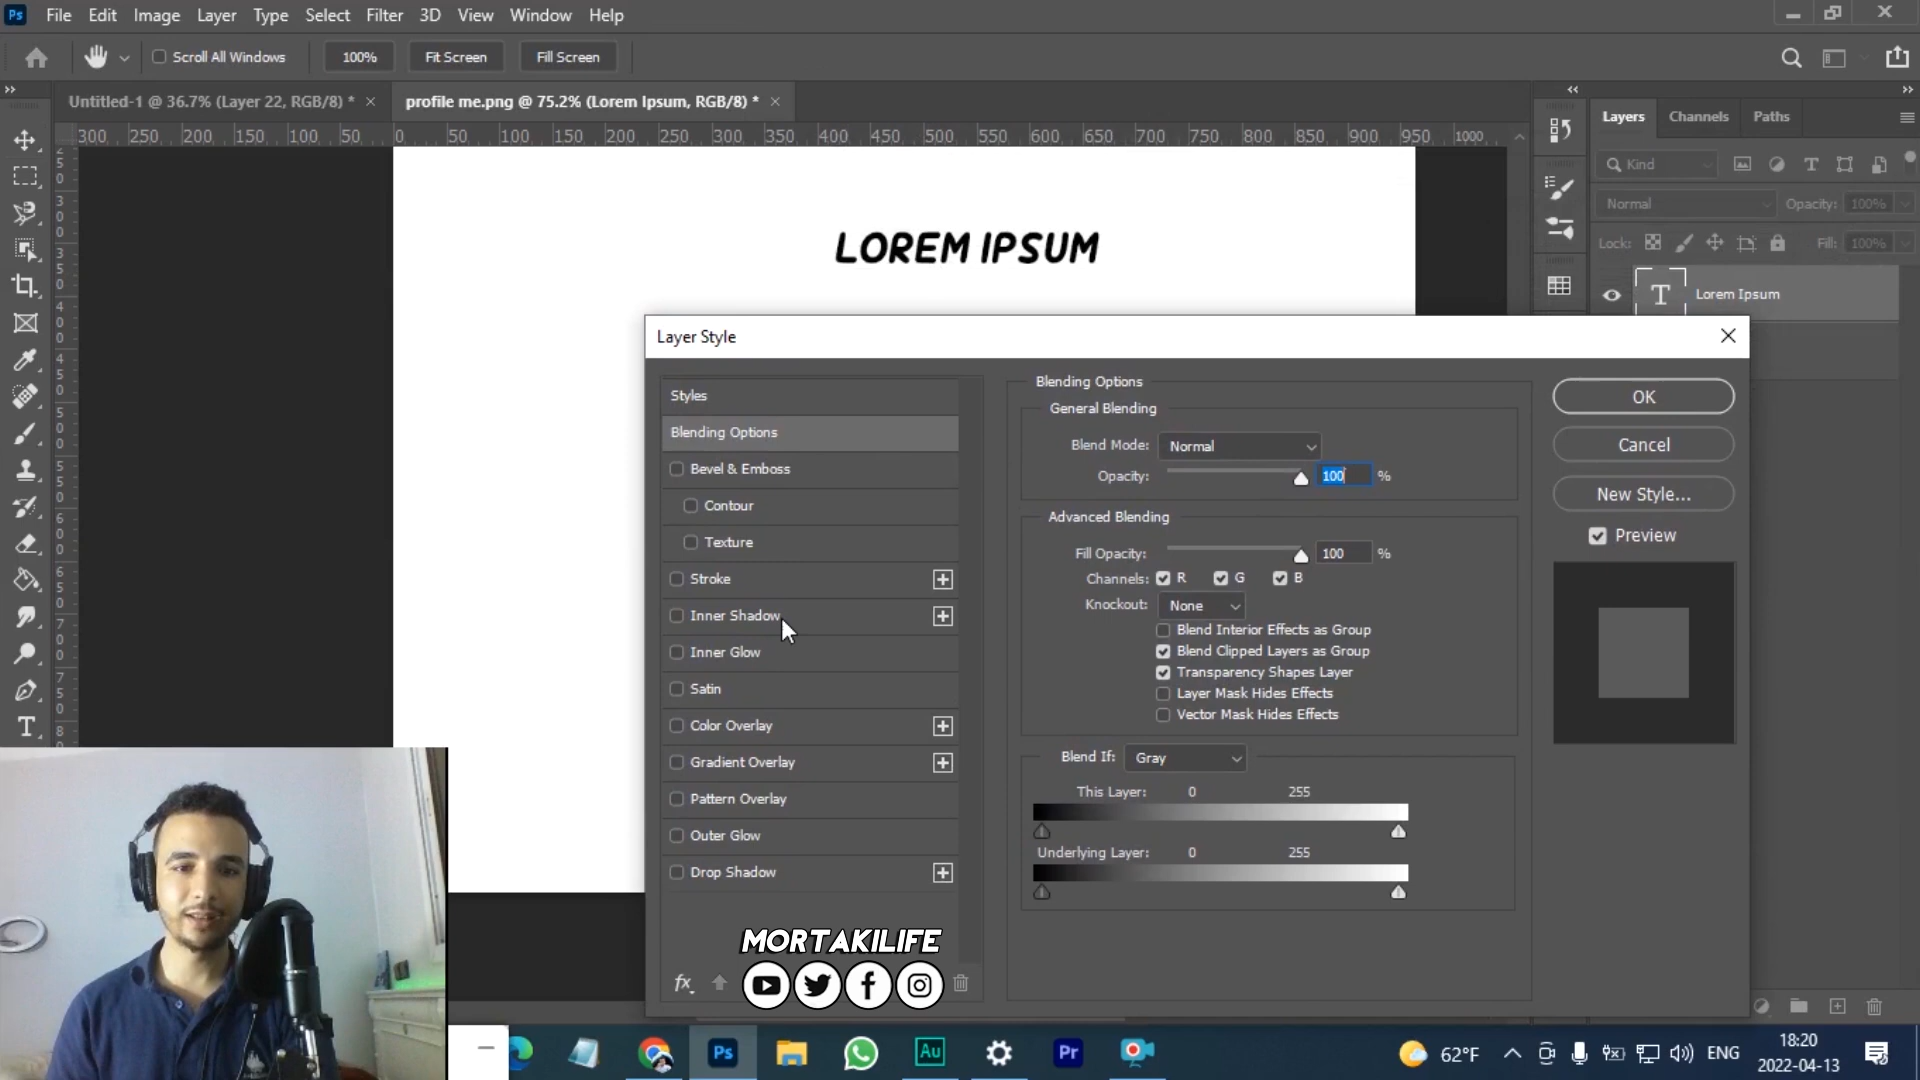 Ps File Edit Image Layer Type Select Filter 3D View Window Help
Scroll All Windows 100% Fit Screen Fill Screen
Untitled-1 @ 36.7% (Layer 22, RGB/8) * × profile me.png @ 75.2% (Lorem Ipsum, RGB/8) * ×
300 250 200 150 100 50 0 50 100 150 200 250 300 350 400 450 500 550 600 650 700 750 800 850 900 950 1000
Layers Channels Paths
Kind
Normal Opacity: 100%
Lock: Fill: 100%
T Lorem Ipsum
LOREM IPSUM
Layer Style
Styles
Blending Options
Bevel & Emboss
Contour
Texture
Stroke
Inner Shadow
Inner Glow
Satin
Color Overlay
Gradient Overlay
Pattern Overlay
Outer Glow
Drop Shadow
fx
Blending Options
General Blending
Blend Mode: Normal
Opacity: 100 %
Advanced Blending
Fill Opacity: 100 %
Channels: R G B
Knockout: None
Blend Interior Effects as Group
Blend Clipped Layers as Group
Transparency Shapes Layer
Layer Mask Hides Effects
Vector Mask Hides Effects
Blend If: Gray
This Layer: 0 255
Underlying Layer: 0 255
OK
Cancel
New Style...
Preview
MORTAKILIFE
Ps Au Pr
62°F ENG
18:20
2022-04-13